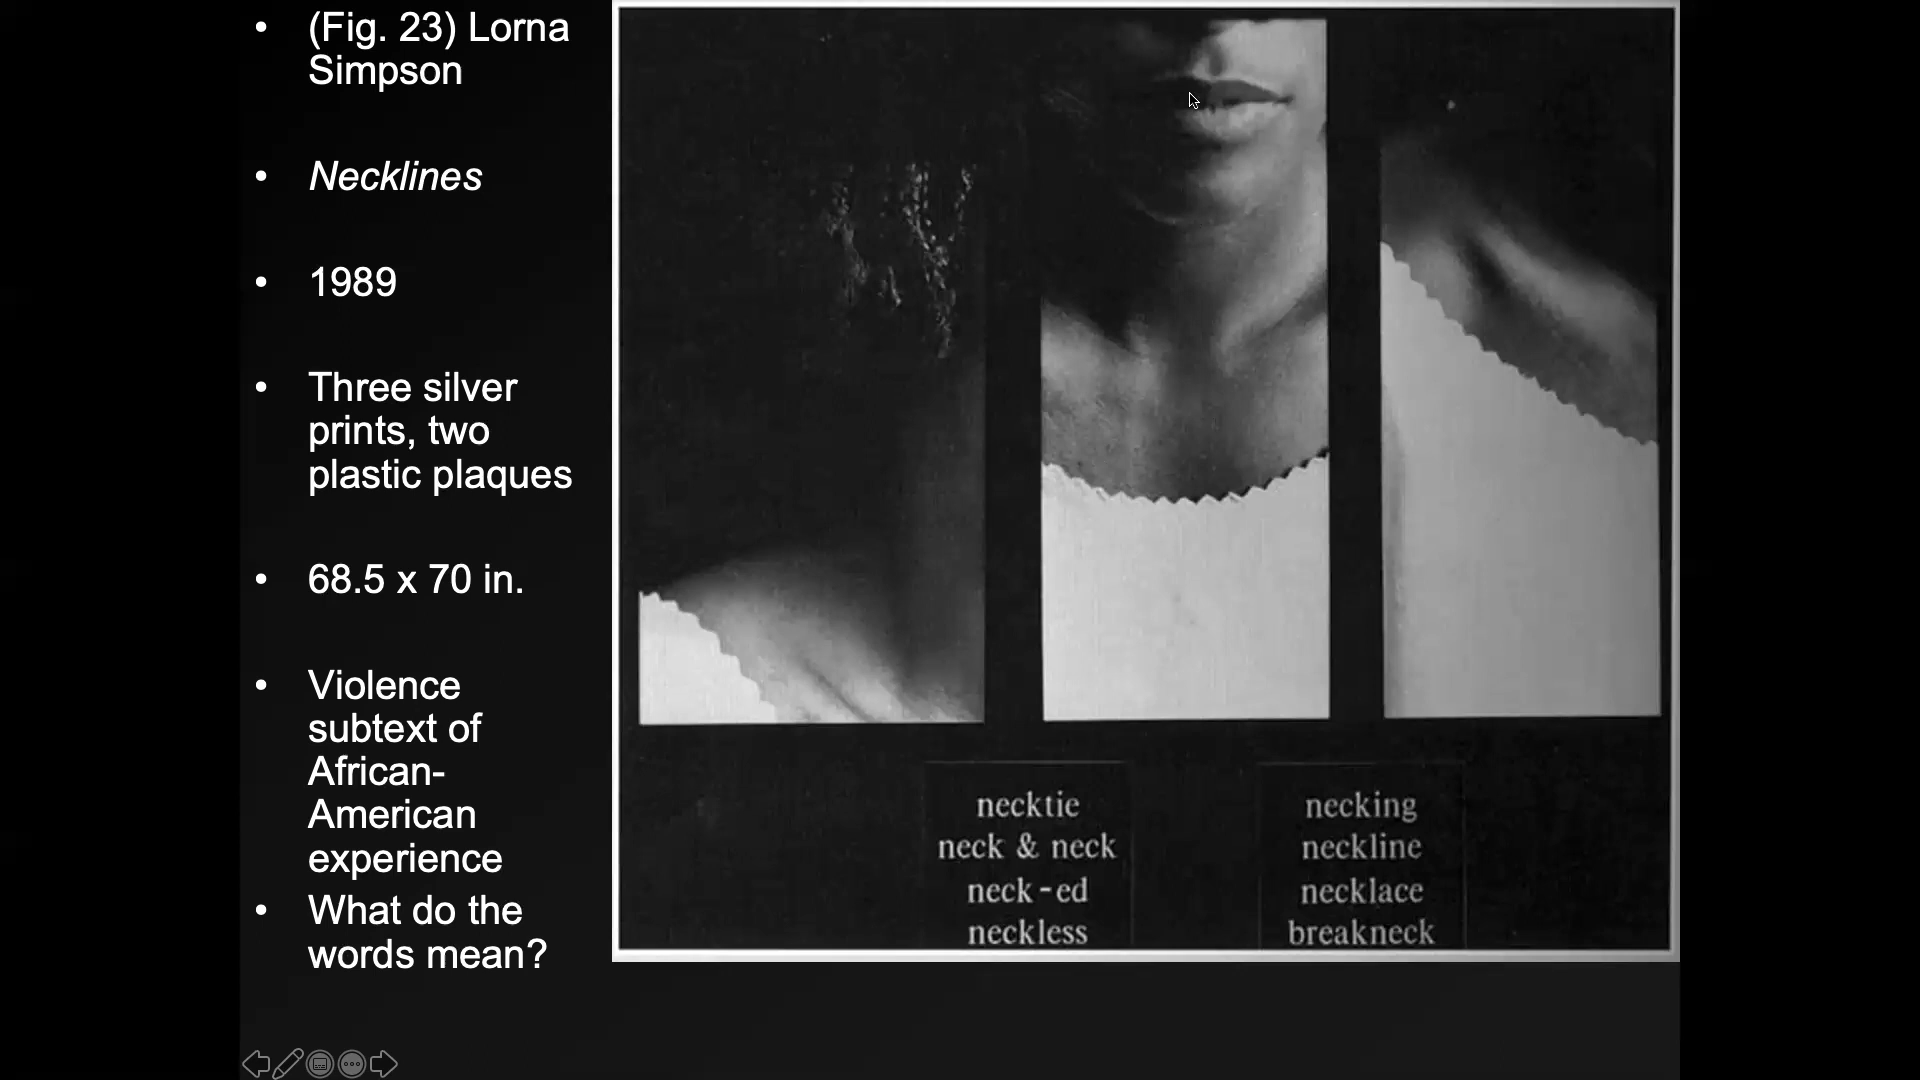 (Fig. 23) Lorna
Simpson
Necklines
1989
Three silver
prints, two
plastic plaques
68.5 x 70 in.
Violence
subtext of
African-
American
experience
What do the
words mean?
necktie
neck & neck
neck-ed
neckless
necking
neckline
necklace
breakneck